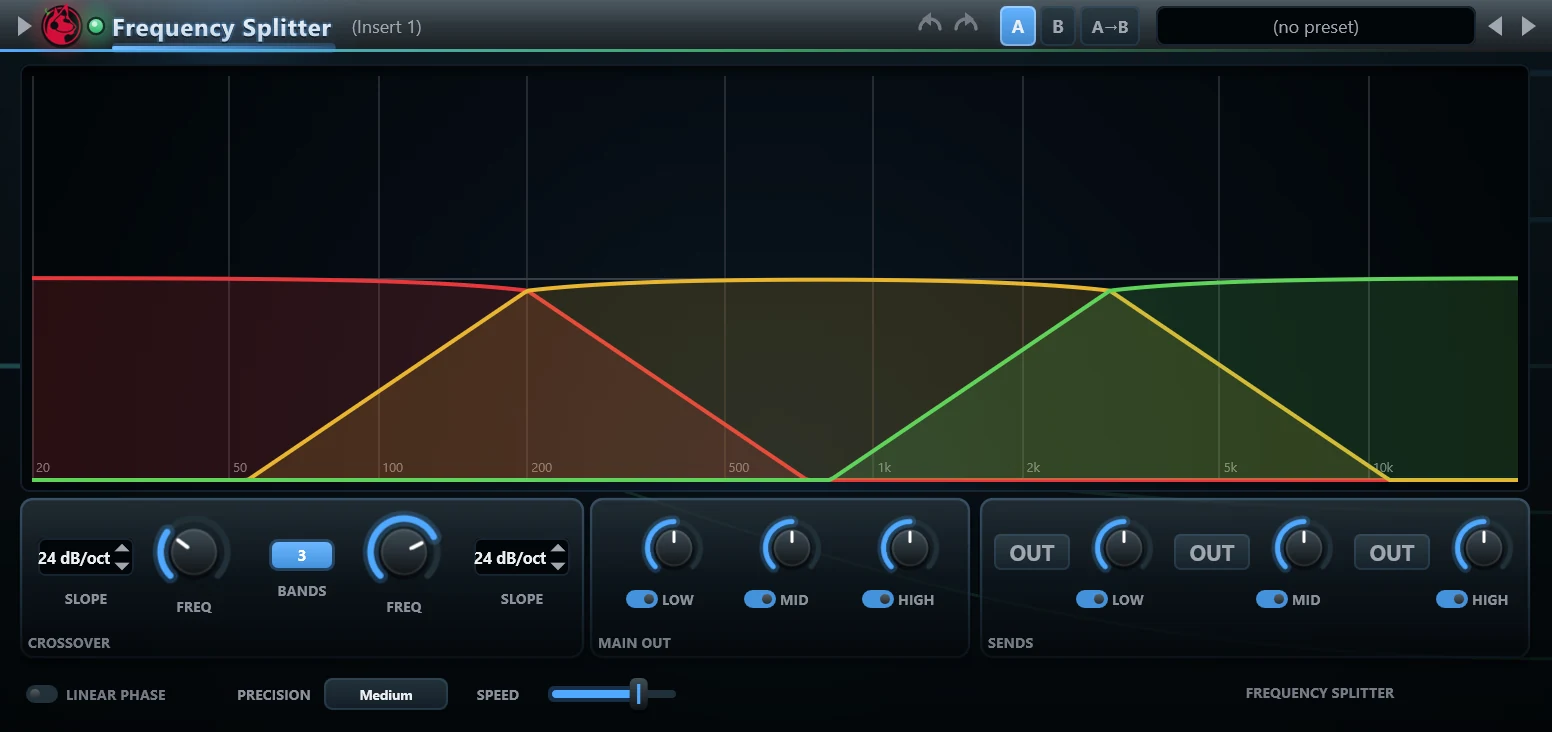 Frequency Splitter (Insert 1) A B A→B (no preset)
20 50 100 200 500 1k 2k 5k 10k
24 dB/oct 3 24 dB/oct
SLOPE FREQ BANDS FREQ SLOPE
CROSSOVER
LOW MID HIGH
MAIN OUT
OUT OUT OUT
LOW MID HIGH
SENDS
LINEAR PHASE PRECISION Medium SPEED FREQUENCY SPLITTER